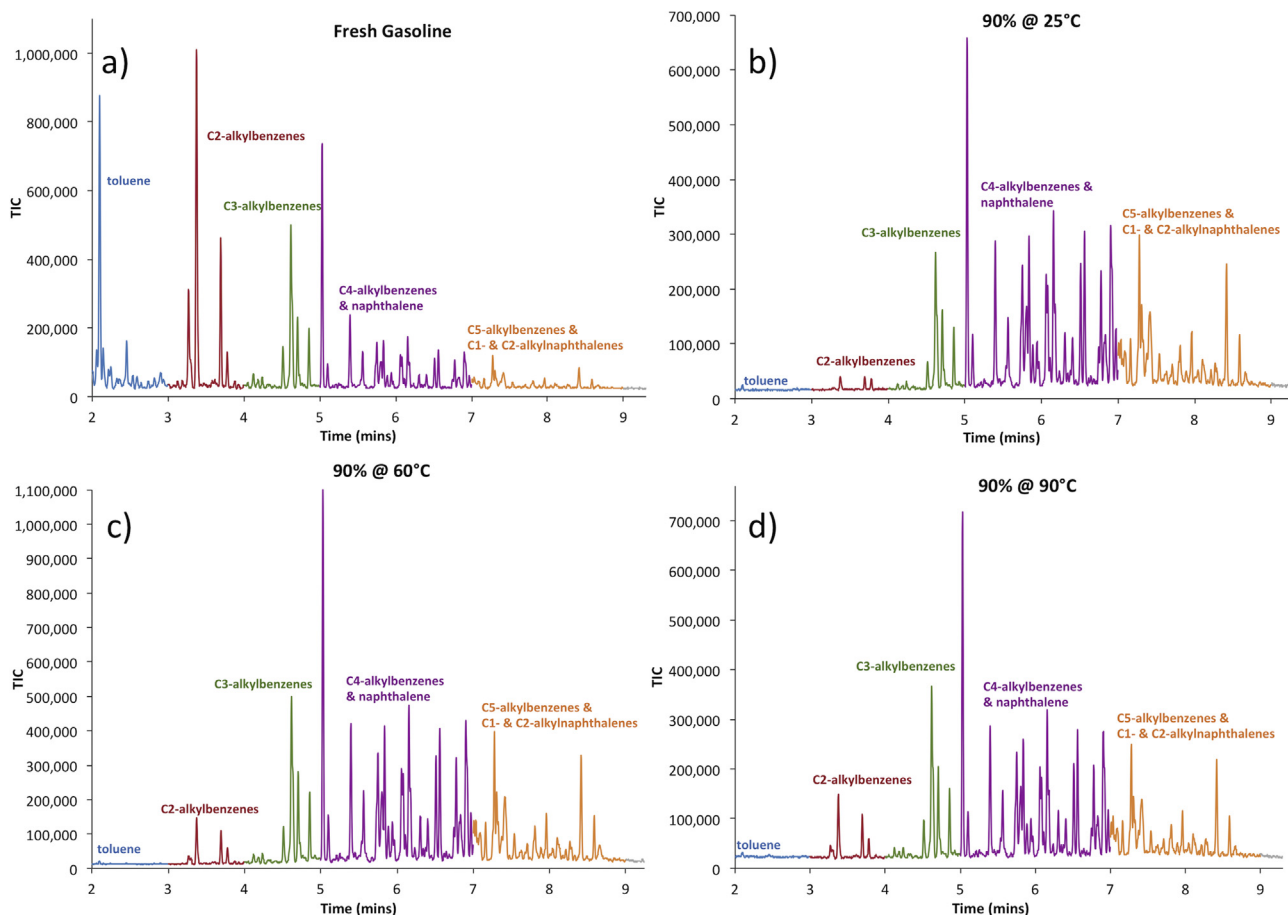 Fresh Gasoline
a)
1,000,000
800,000
600,000
400,000
200,000
0
TIC
toluene
C2-alkylbenzenes
C3-alkylbenzenes
C4-alkylbenzenes
& naphthalene
C5-alkylbenzenes &
C1- & C2-alkylnaphthalenes
2 3 4 5 6 7 8 9
Time (mins)
90% @ 25°C
b)
700,000
600,000
500,000
400,000
300,000
200,000
100,000
0
TIC
toluene
C2-alkylbenzenes
C3-alkylbenzenes
C4-alkylbenzenes &
naphthalene
C5-alkylbenzenes &
C1- & C2-alkylnaphthalenes
2 3 4 5 6 7 8 9
Time (mins)
90% @ 60°C
c)
1,100,000
1,000,000
900,000
800,000
700,000
600,000
500,000
400,000
300,000
200,000
100,000
0
TIC
toluene
C2-alkylbenzenes
C3-alkylbenzenes
C4-alkylbenzenes
& naphthalene
C5-alkylbenzenes &
C1- & C2-alkylnaphthalenes
2 3 4 5 6 7 8 9
Time (mins)
90% @ 90°C
d)
700,000
600,000
500,000
400,000
300,000
200,000
100,000
0
TIC
toluene
C2-alkylbenzenes
C3-alkylbenzenes
C4-alkylbenzenes
& naphthalene
C5-alkylbenzenes &
C1- & C2-alkylnaphthalenes
2 3 4 5 6 7 8 9
Time (mins)